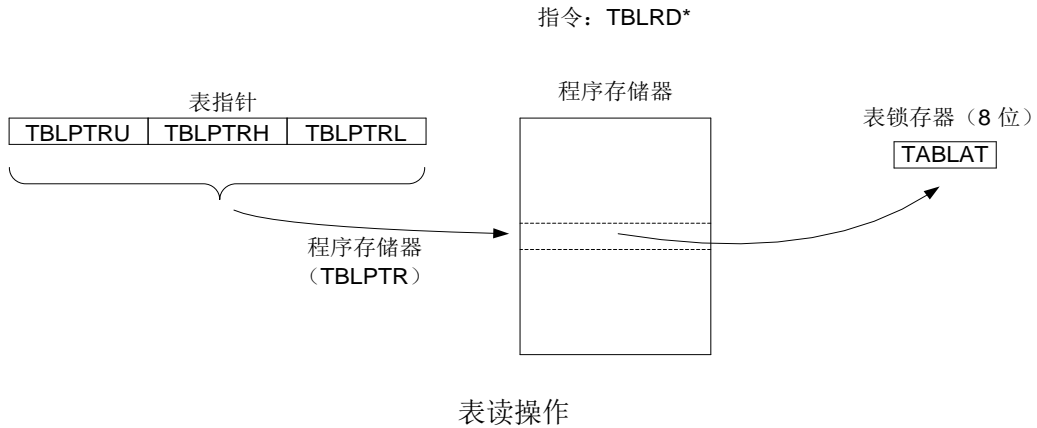 指令：TBLRD*
表指针
TBLPTRU TBLPTRH TBLPTRL
程序存储器
表锁存器（8 位）
TABLAT
程序存储器
（TBLPTR）
表读操作